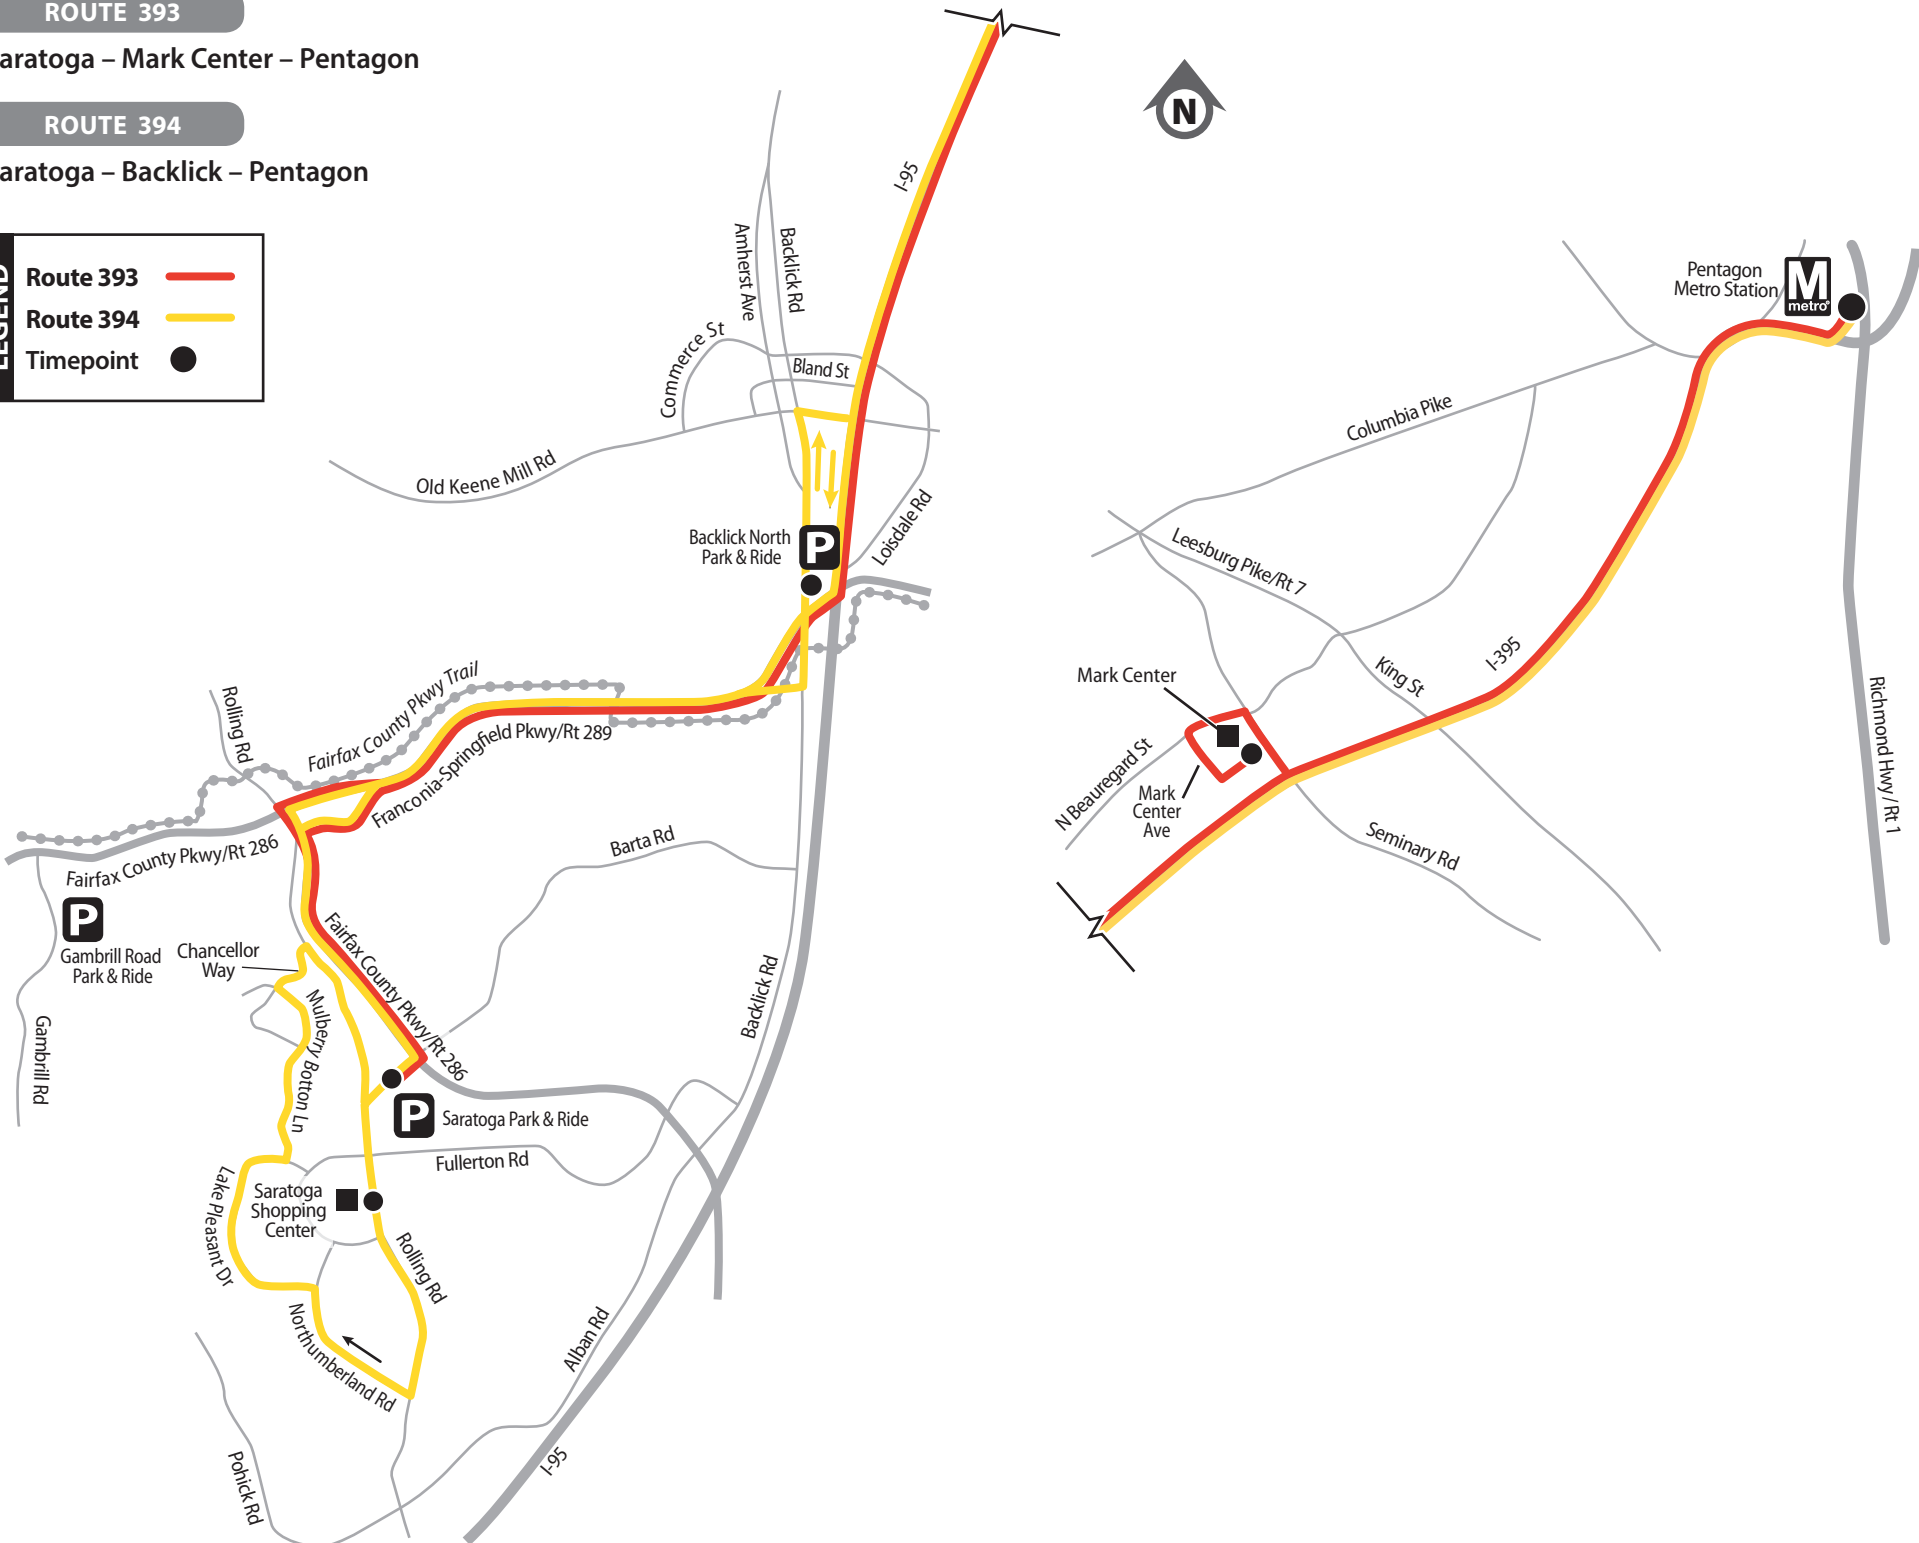 ROUTE 393
aratoga – Mark Center – Pentagon
ROUTE 394
aratoga – Backlick – Pentagon
LEGEND
Route 393
Route 394
Timepoint
N
I-95
Amherst Ave
Backlick Rd
Commerce St
Bland St
Old Keene Mill Rd
Loisdale Rd
Backlick North
Park & Ride
P
Rolling Rd
Fairfax County Pkwy Trail
Franconia-Springfield Pkwy/Rt 289
Fairfax County Pkwy/Rt 286
P
Gambrill Road
Park & Ride
Gambrill Rd
Chancellor
Way
Mulberry Botton Ln
Fairfax County Pkwy/Rt 286
Barta Rd
Backlick Rd
P
Saratoga Park & Ride
Fullerton Rd
Lake Pleasant Dr
Saratoga
Shopping
Center
Rolling Rd
Northumberland Rd
Alban Rd
Pohick Rd
I-95
Pentagon
Metro Station
M
metro
Columbia Pike
Leesburg Pike/Rt 7
King St
I-395
Mark Center
N Beauregard St
Mark
Center
Ave
Seminary Rd
Richmond Hwy/Rt 1